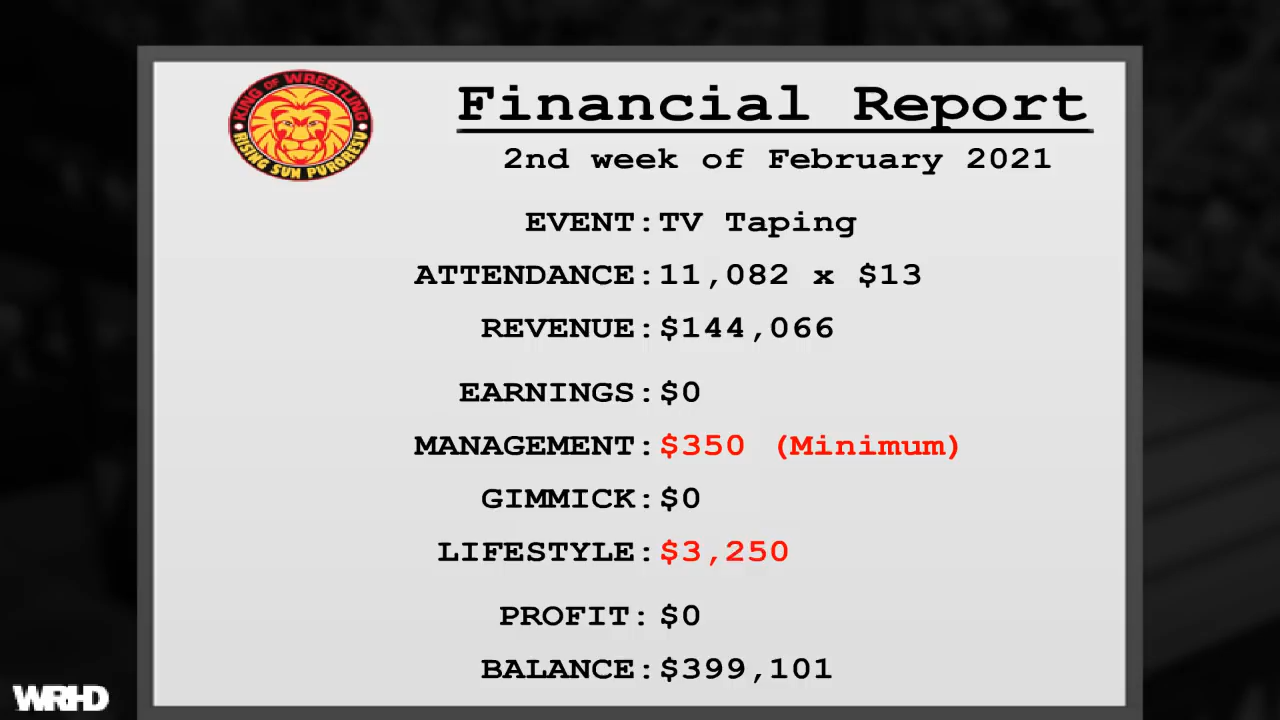 KING OF WRESTLING
RISING SUN PURORESU
Financial Report
2nd week of February 2021
EVENT: TV Taping
ATTENDANCE: 11,082 x $13
REVENUE: $144,066
EARNINGS: $0
MANAGEMENT: $350 (Minimum)
GIMMICK: $0
LIFESTYLE: $3,250
PROFIT: $0
BALANCE: $399,101
WRHD